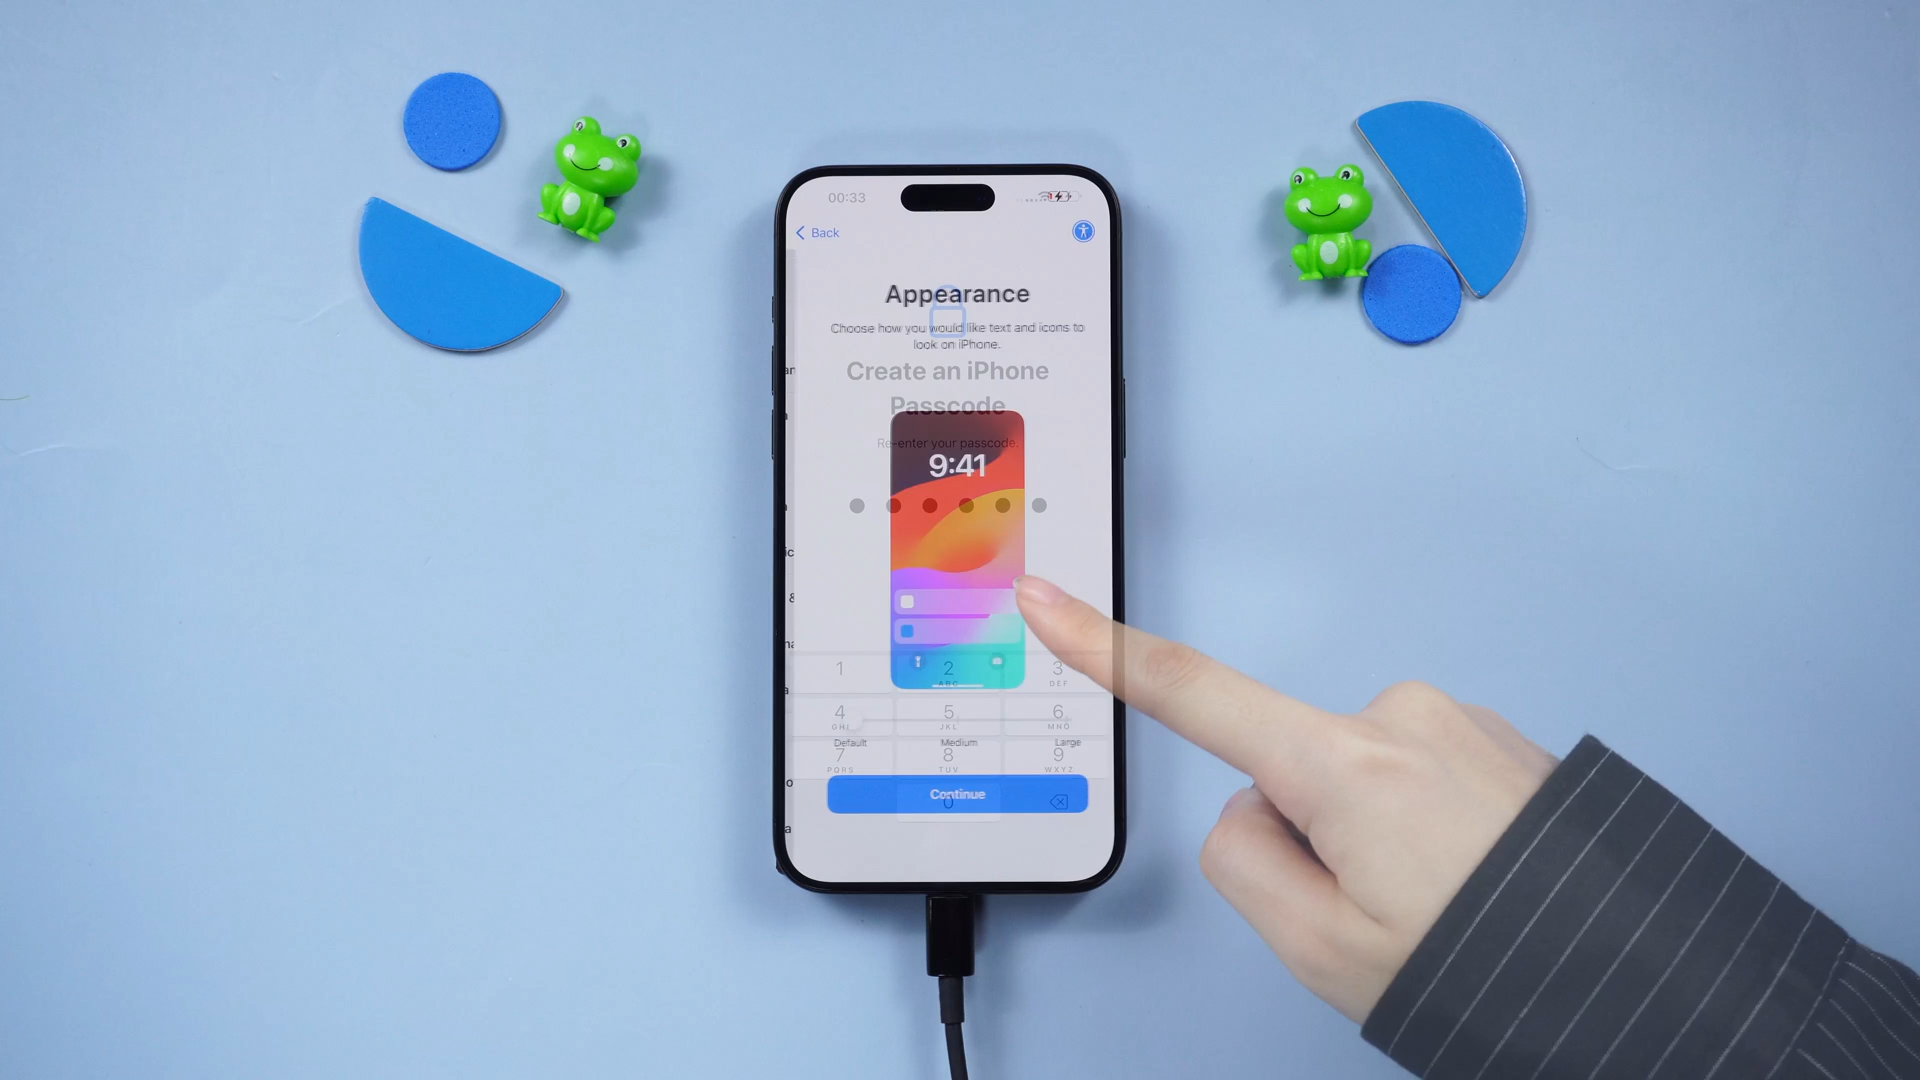 00:33
Back
Appearance
Choose how you would like text and icons to
look on iPhone.
Create an iPhone
Passcode
Re-enter your passcode.
9:41
1
2
ABC
3
DEF
4
GHI
5
JKL
6
MNO
Default
Medium
Large
7
PQRS
8
TUV
9
WXYZ
Continue
0